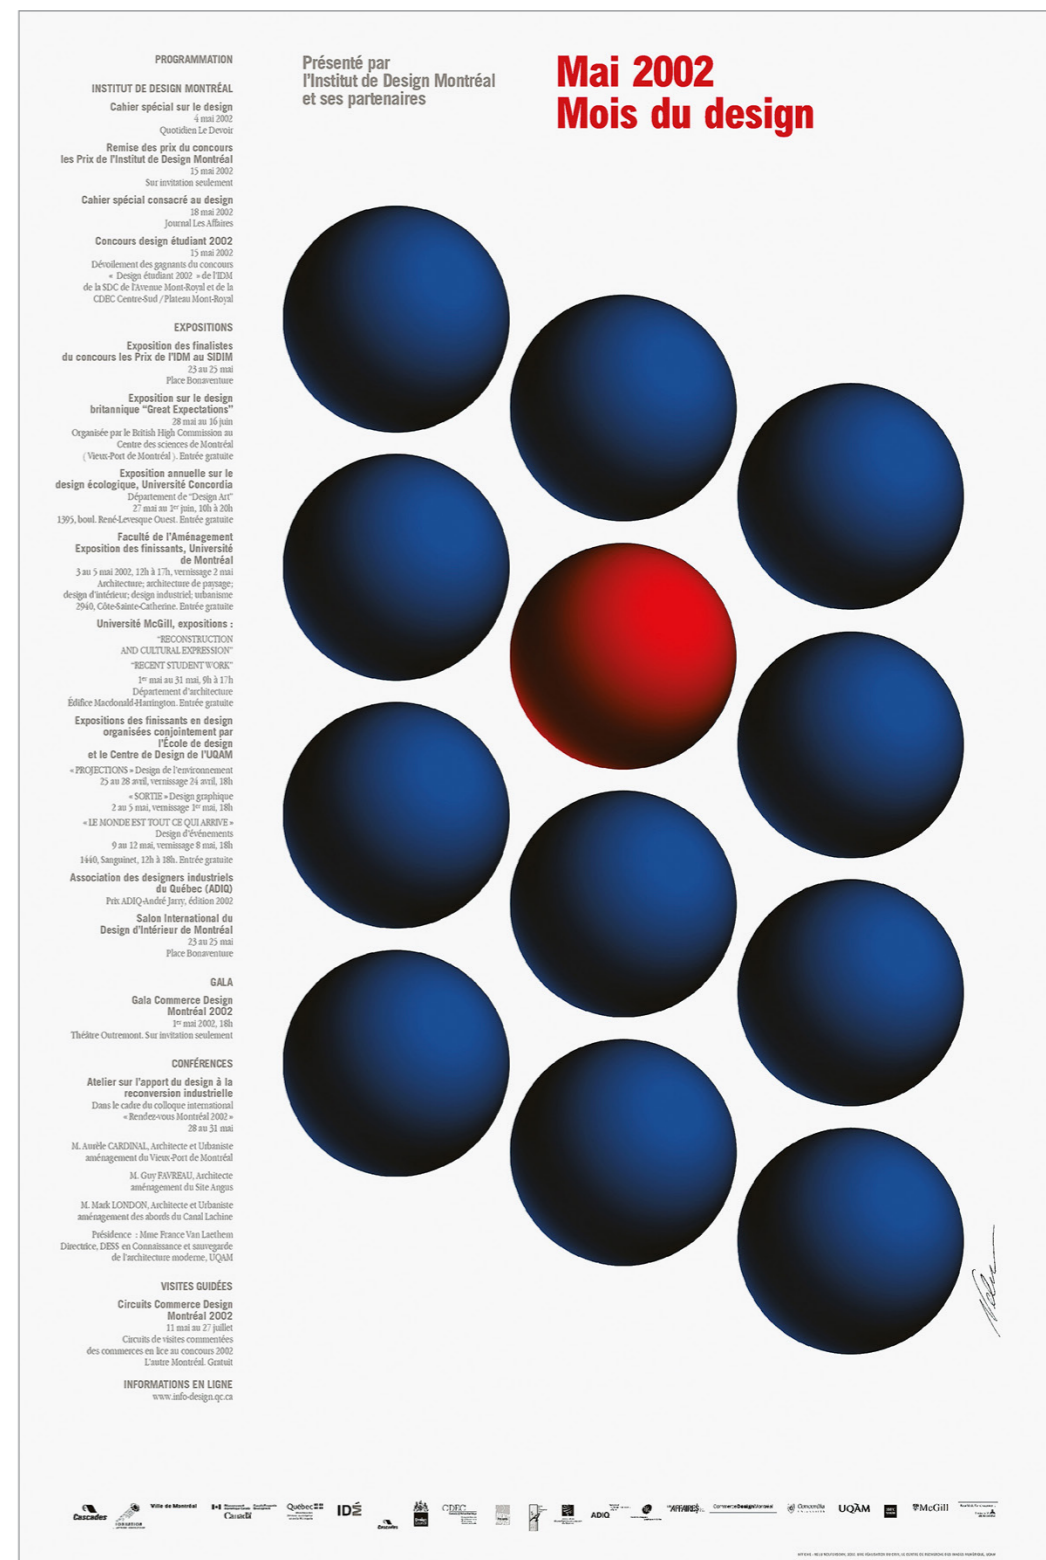 PROGRAMMATION
INSTITUT DE DESIGN MONTRÉAL
Cahier spécial sur le design
4 mai 2002
Quotidien Le Devoir
Remise des prix du concours
les Prix de l'Institut de Design Montréal
15 mai 2002
Sur invitation seulement
Cahier spécial consacré au design
18 mai 2002
Journal Les Affaires
Concours design étudiant 2002
15 mai 2002
Dévoilement des gagnants du concours
« Design étudiant 2002 » de l'IDM
de la SDC de l'Avenue Mont-Royal et de la
CDEC Centre-Sud / Plateau Mont-Royal
EXPOSITIONS
Exposition des finalistes
du concours les Prix de l'IDM au SIDIM
23 au 25 mai
Place Bonaventure
Exposition sur le design
britannique “Great Expectations”
28 mai au 16 juin
Organisée par le British High Commission au
Centre des sciences de Montréal
( Vieux-Port de Montréal ). Entrée gratuite
Exposition annuelle sur le
design écologique, Université Concordia
Département de “Design Art”
27 mai au 1er juin, 10h à 20h
1395, boul. René-Levesque Ouest. Entrée gratuite
Faculté de l'Aménagement
Exposition des finissants, Université
de Montréal
3 au 5 mai 2002, 12h à 17h, vernissage 2 mai
Architecture; architecture de paysage;
design d'intérieur; design industriel; urbanisme
2940, Côte-Sainte-Catherine. Entrée gratuite
Université McGill, expositions :
“RECONSTRUCTION
AND CULTURAL EXPRESSION”
“RECENT STUDENT WORK”
1er mai au 31 mai, 9h à 17h
Département d'architecture
Édifice Macdonald-Harrington. Entrée gratuite
Expositions des finissants en design
organisées conjointement par
l'École de design
et le Centre de Design de l'UQAM
« PROJECTIONS » Design de l'environnement
25 au 28 avril, vernissage 24 avril, 18h
« SORTIE » Design graphique
2 au 5 mai, vernissage 1er mai, 18h
« LE MONDE EST TOUT CE QUI ARRIVE »
Design d'événements
9 au 12 mai, vernissage 8 mai, 18h
1440, Sanguinet, 12h à 18h. Entrée gratuite
Association des designers industriels
du Québec (ADIQ)
Prix ADIQ-André Jarry, édition 2002
Salon International du
Design d'Intérieur de Montréal
23 au 25 mai
Place Bonaventure
GALA
Gala Commerce Design
Montréal 2002
1er mai 2002, 18h
Théâtre Outremont. Sur invitation seulement
CONFÉRENCES
Atelier sur l'apport du design à la
reconversion industrielle
Dans le cadre du colloque international
« Rendez-vous Montréal 2002 »
28 au 31 mai
M. Aurèle CARDINAL, Architecte et Urbaniste
aménagement du Vieux-Port de Montréal
M. Guy FAVREAU, Architecte
aménagement du Site Angus
M. Mark LONDON, Architecte et Urbaniste
aménagement des abords du Canal Lachine
Présidence : Mme France Van Laethem
Directrice, DESS en Connaissance et sauvegarde
de l'architecture moderne, UQAM
VISITES GUIDÉES
Circuits Commerce Design
Montréal 2002
11 mai au 27 juillet
Circuits de visites commentées
des commerces en lice au concours 2002
L'autre Montréal. Gratuit
INFORMATIONS EN LIGNE
www.info-design.qc.ca
Présenté par
l'Institut de Design Montréal
et ses partenaires
Mai 2002
Mois du design
Cascades
Ville de Montréal
Canada
Québec
IDM
Cascades
CDEC
ADIQ
LES AFFAIRES
CommerceDesignMontréal
Concordia
UQAM
McGill